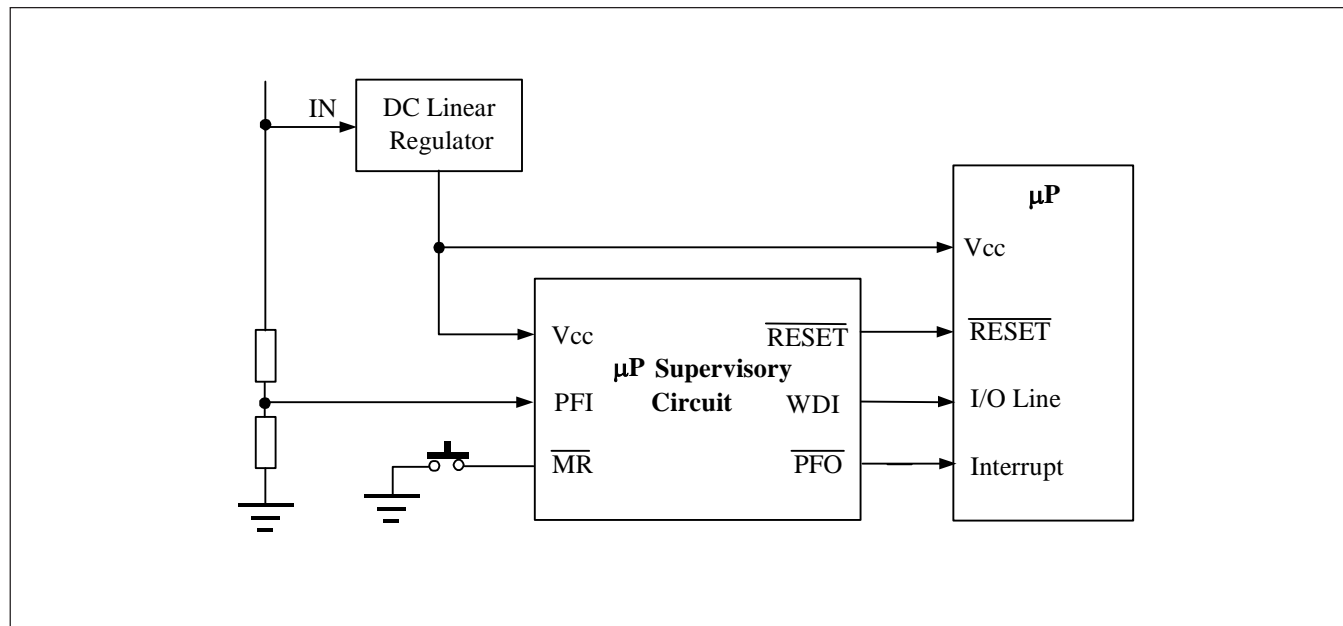 IN
DC Linear
Regulator
μP
Vcc
Vcc
RESET
RESET
μP Supervisory
Circuit
PFI
WDI
I/O Line
MR
PFO
Interrupt